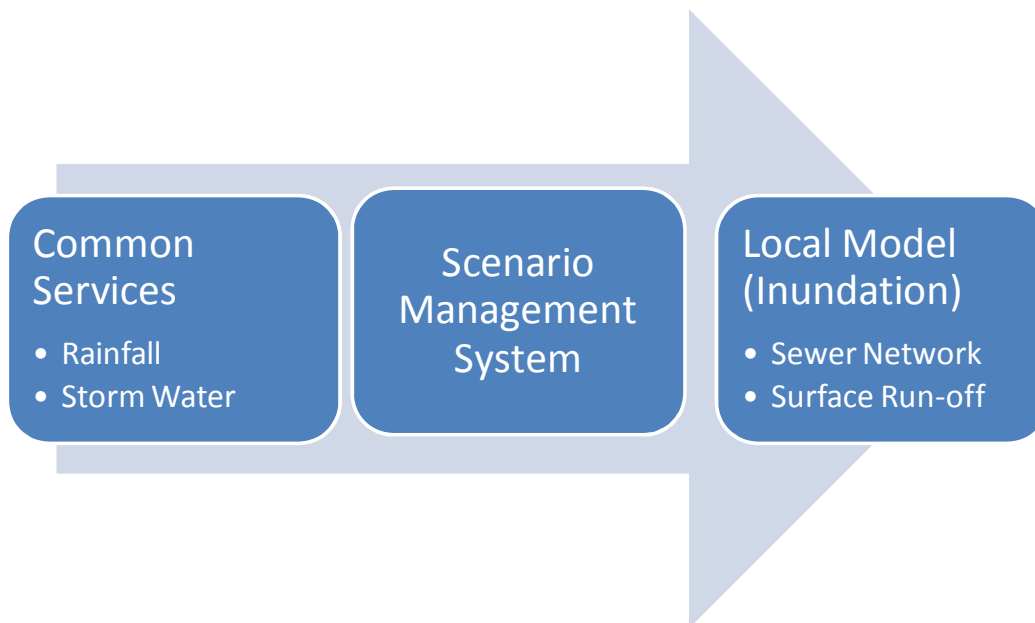 Common
Services
• Rainfall
• Storm Water
Scenario
Management
System
Local Model
(Inundation)
• Sewer Network
• Surface Run-off